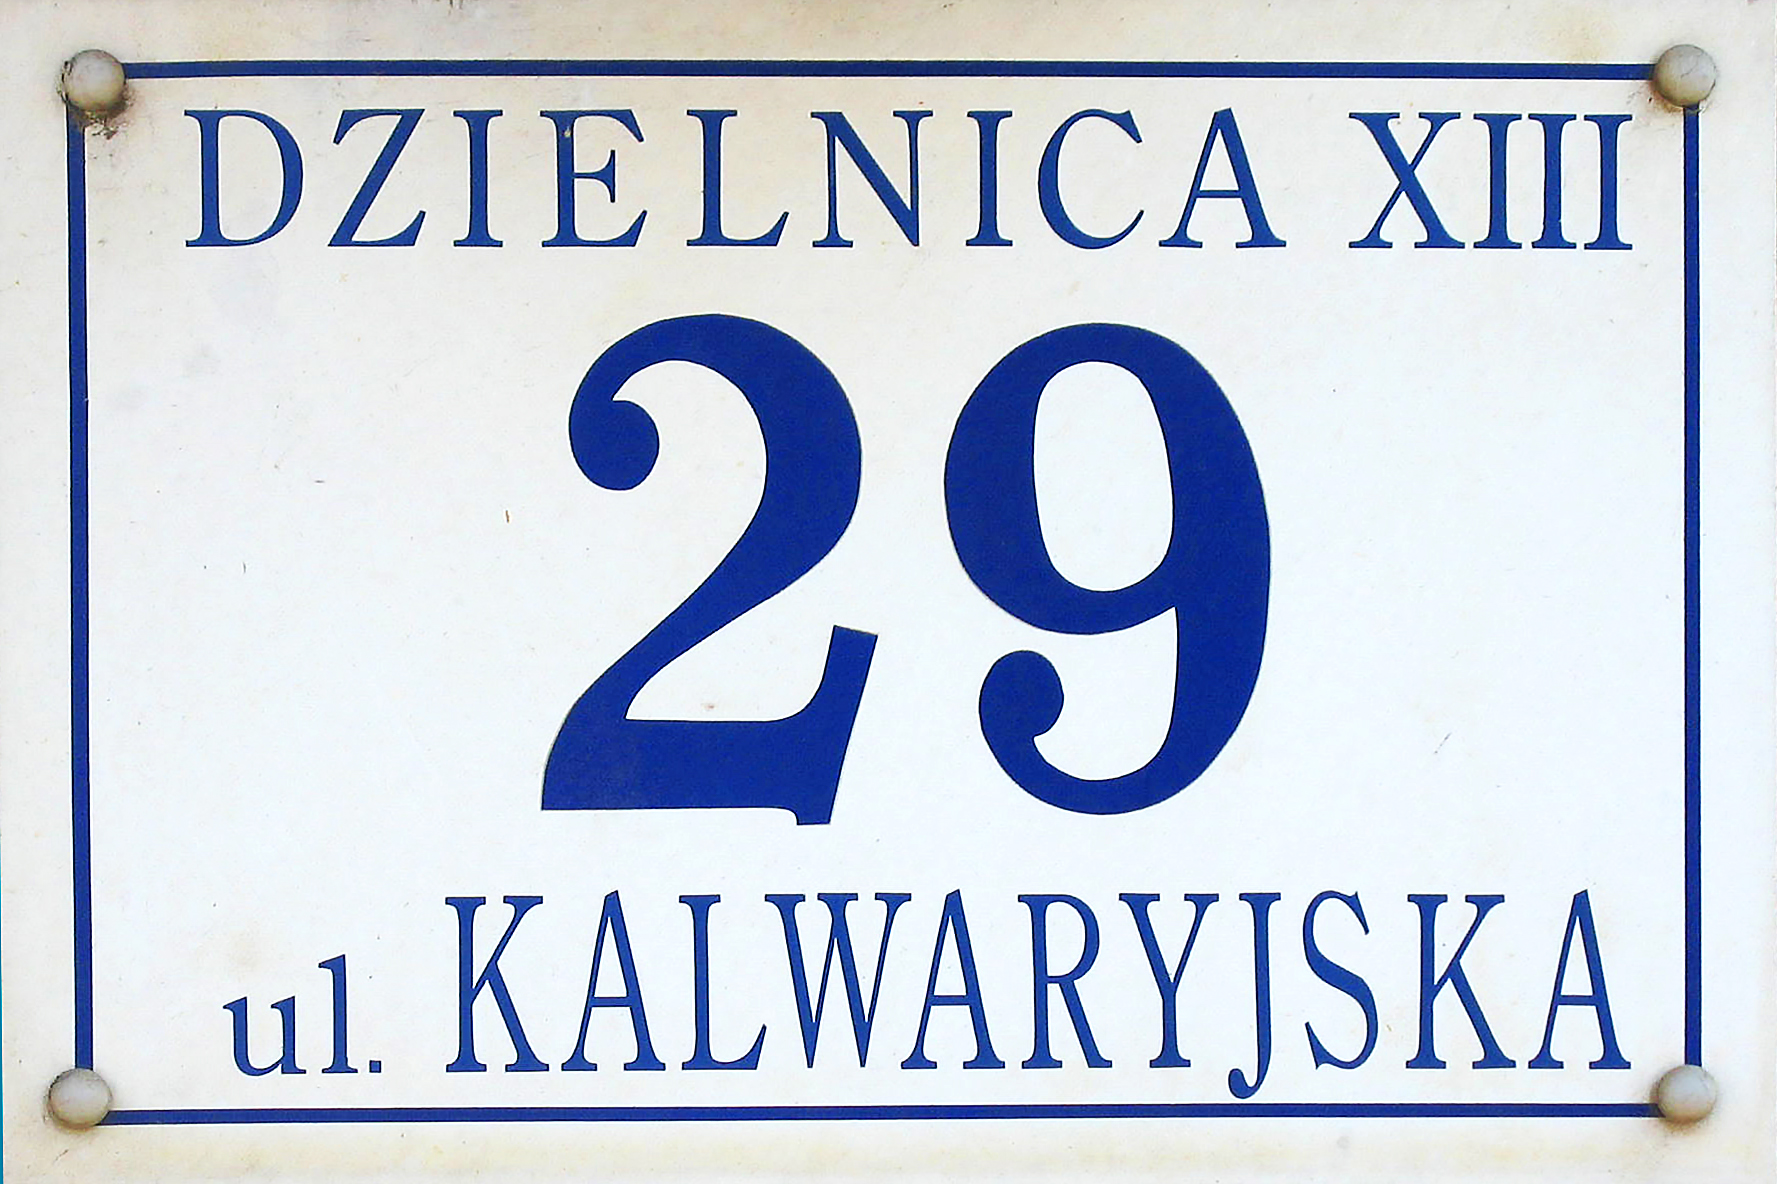 DZIELNICA XIII
29
ul. KALWARYJSKA